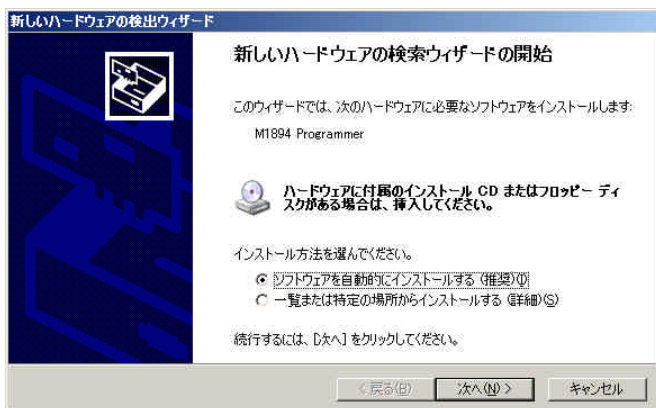 新しいハードウェアの検出ウィザード
新しいハードウェアの検索ウィザードの開始
このウィザードでは、次のハードウェアに必要なソフトウェアをインストールします:
M1894 Programmer
ハードウェアに付属のインストール CD またはフロッピー ディ
スクがある場合は、挿入してください。
インストール方法を選んでください。
ソフトウェアを自動的にインストールする (推奨)(I)
一覧または特定の場所からインストールする (詳細)(S)
続行するには、[次へ] をクリックしてください。
< 戻る(B) 次へ(N) > キャンセル